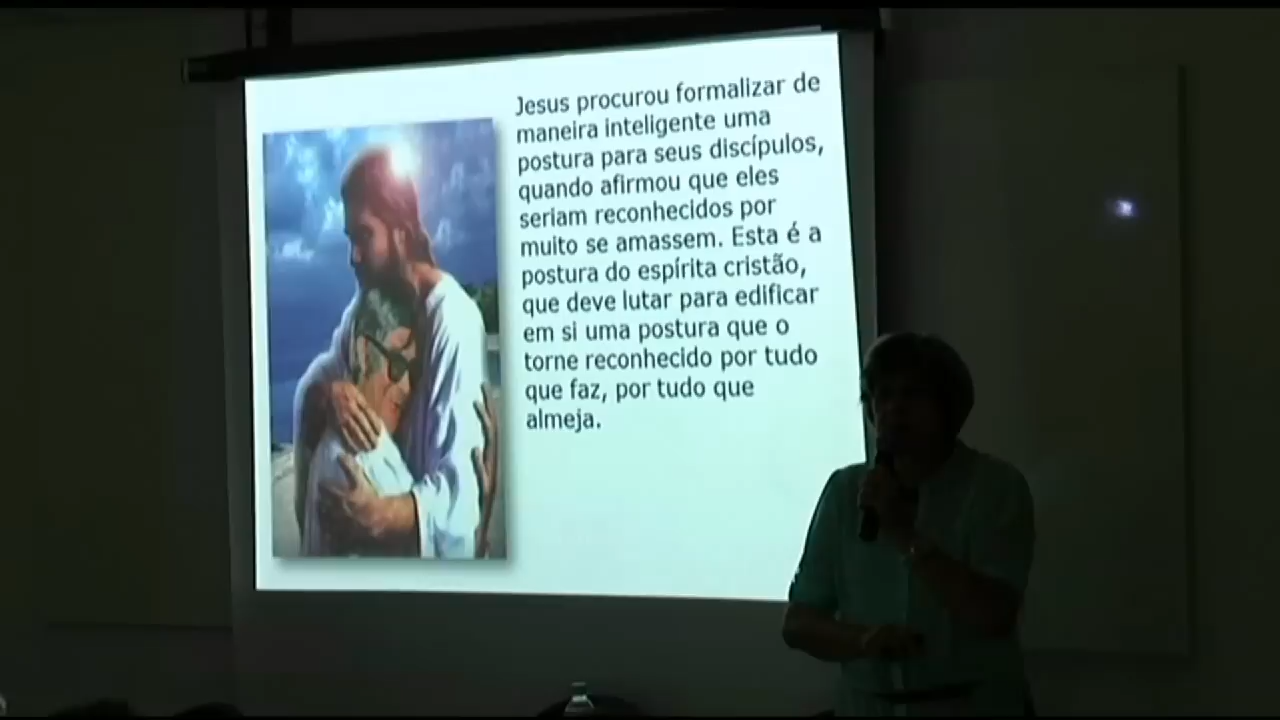 Jesus procurou formalizar de
maneira inteligente uma
postura para seus discípulos,
quando afirmou que eles
seriam reconhecidos por
muito se amassem. Esta é a
postura do espírita cristão,
que deve lutar para edificar
em si uma postura que o
torne reconhecido por tudo
que faz, por tudo que
almeja.